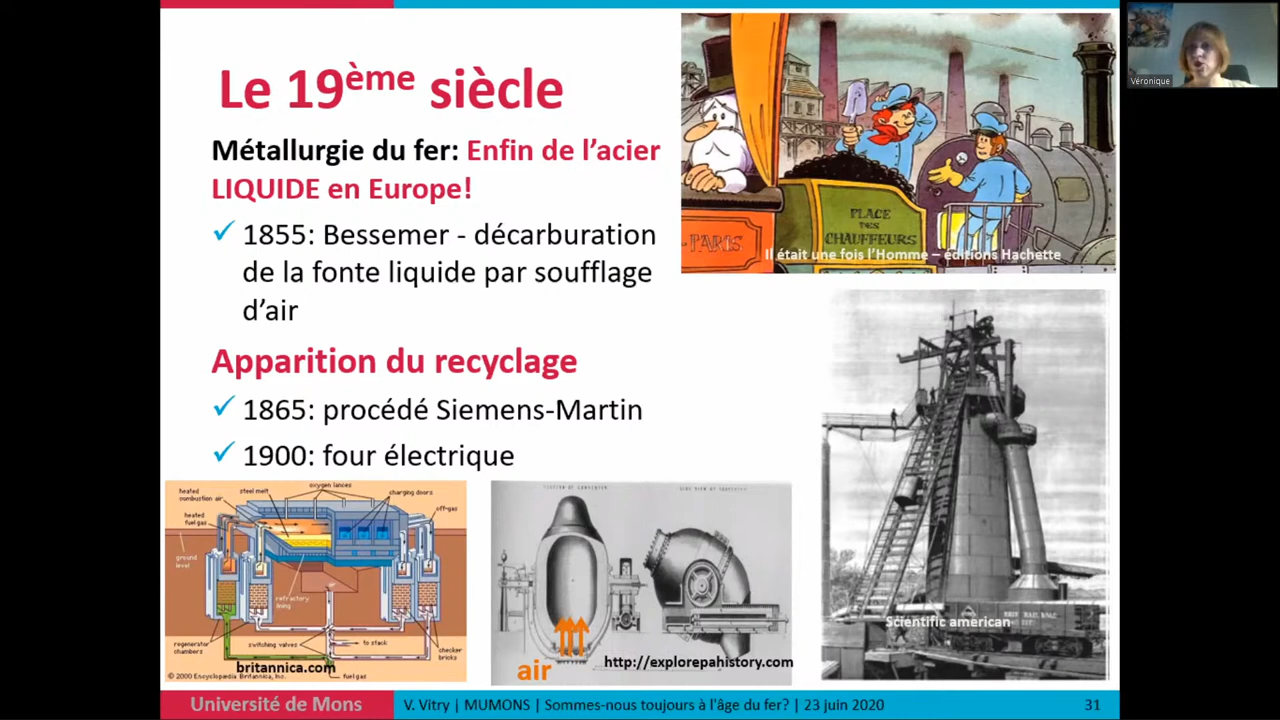 Le 19ème siècle
Métallurgie du fer: Enfin de l'acier
LIQUIDE en Europe!
✓ 1855: Bessemer - décarburation
de la fonte liquide par soufflage
d'air
Apparition du recyclage
✓ 1865: procédé Siemens-Martin
✓ 1900: four électrique
-PARIS
PLACE
DES
CHAUFFEURS
Il était une fois l'Homme – éditions Hachette
Véronique
heated
combustion air
steel melt
oxygen lances
charging doors
off-gas
heated
fuel gas
ground
level
refractory
lining
air
regenerator
chambers
switching valves
to stack
checker
bricks
fuel gas
britannica.com
© 2000 Encyclopædia Britannica, Inc.
air
http://explorepahistory.com
Scientific american
Université de Mons
V. Vitry | MUMONS | Sommes-nous toujours à l'âge du fer? | 23 juin 2020
31